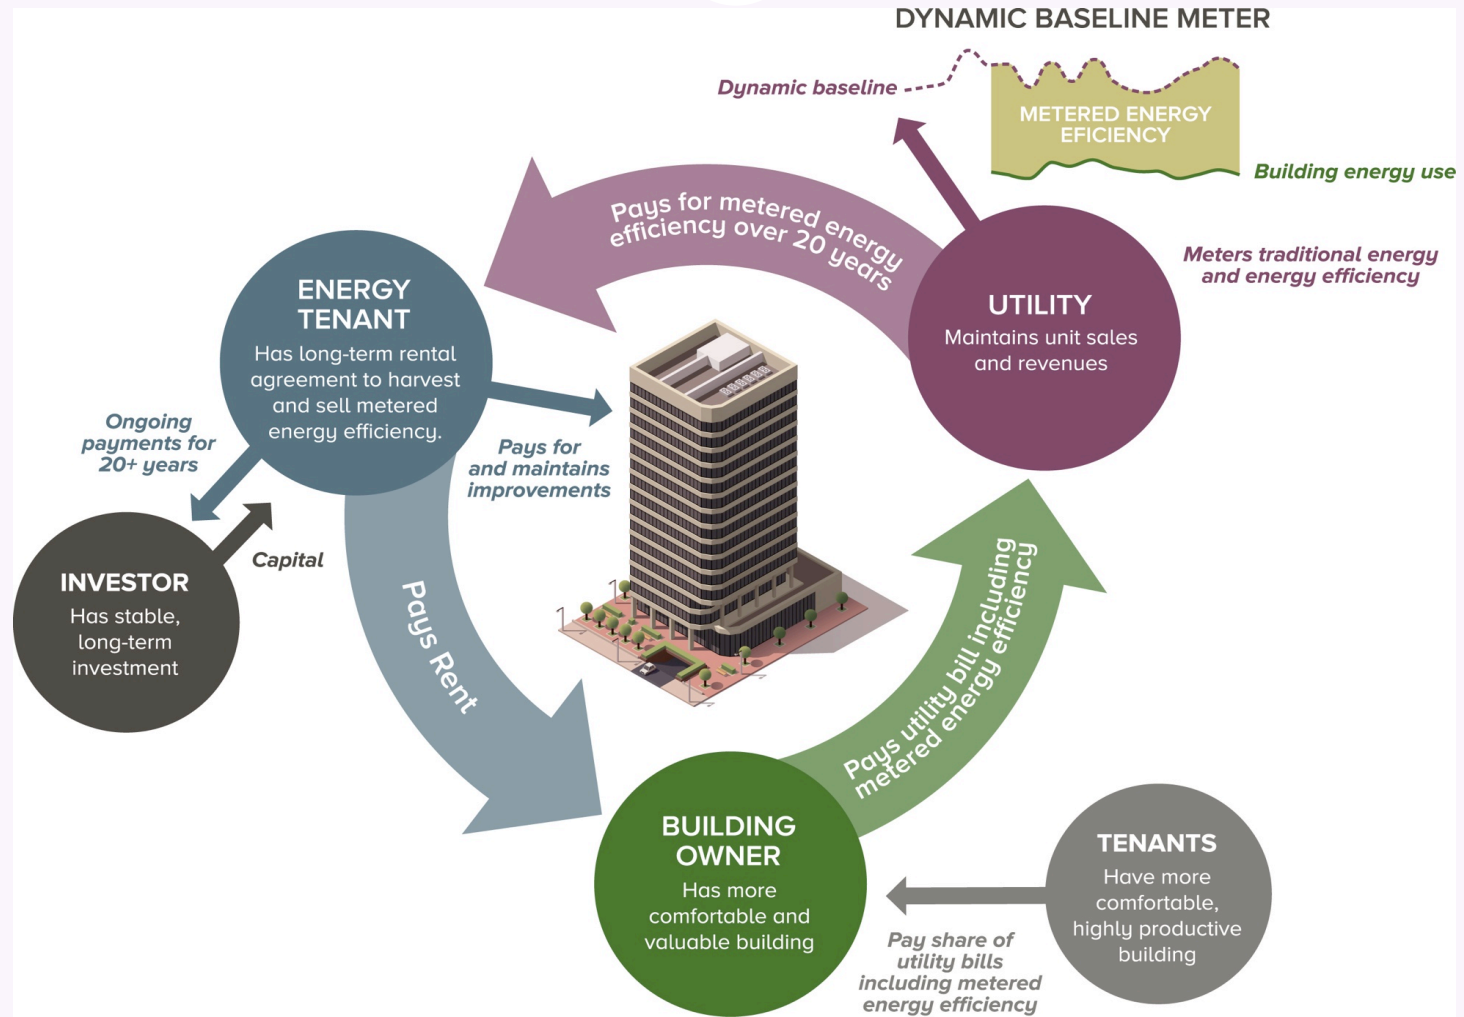 DYNAMIC BASELINE METER
Dynamic baseline
METERED ENERGY
EFICIENCY
Building energy use
Meters traditional energy
and energy efficiency
Pays for metered energy
efficiency over 20 years
UTILITY
Maintains unit sales
and revenues
ENERGY
TENANT
Has long-term rental
agreement to harvest
and sell metered
energy efficiency.
Ongoing
payments for
20+ years
Pays for
and maintains
improvements
Capital
INVESTOR
Has stable,
long-term
investment
Pays Rent
Pays utility bill including
metered energy efficiency
BUILDING
OWNER
Has more
comfortable and
valuable building
TENANTS
Have more
comfortable,
highly productive
building
Pay share of
utility bills
including metered
energy efficiency